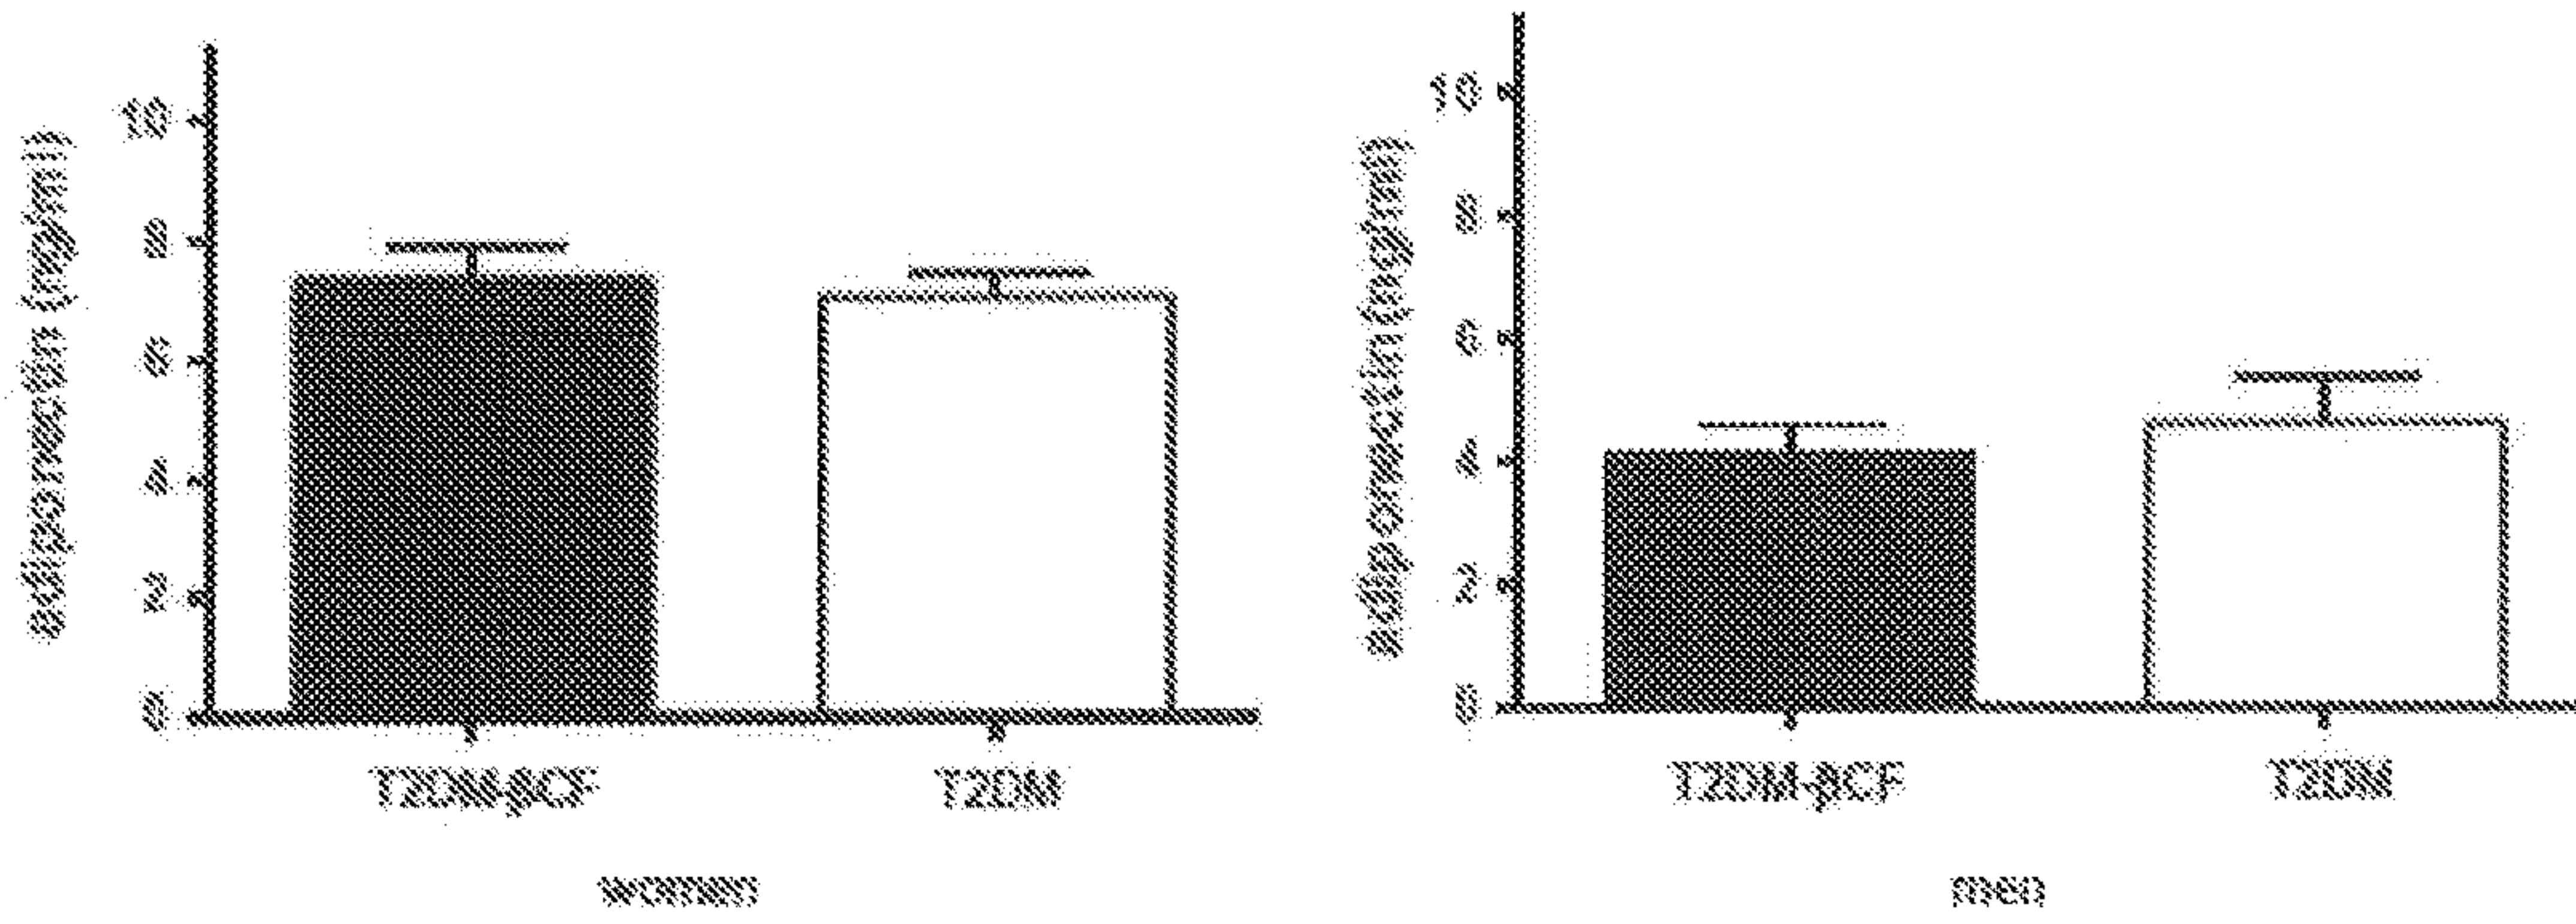 adiponectin (ng/ml)
10
8
6
4
2
0
T2DM-βCF
T2DM
women
adiponectin (ng/ml)
10
8
6
4
2
0
T2DM-βCF
T2DM
men